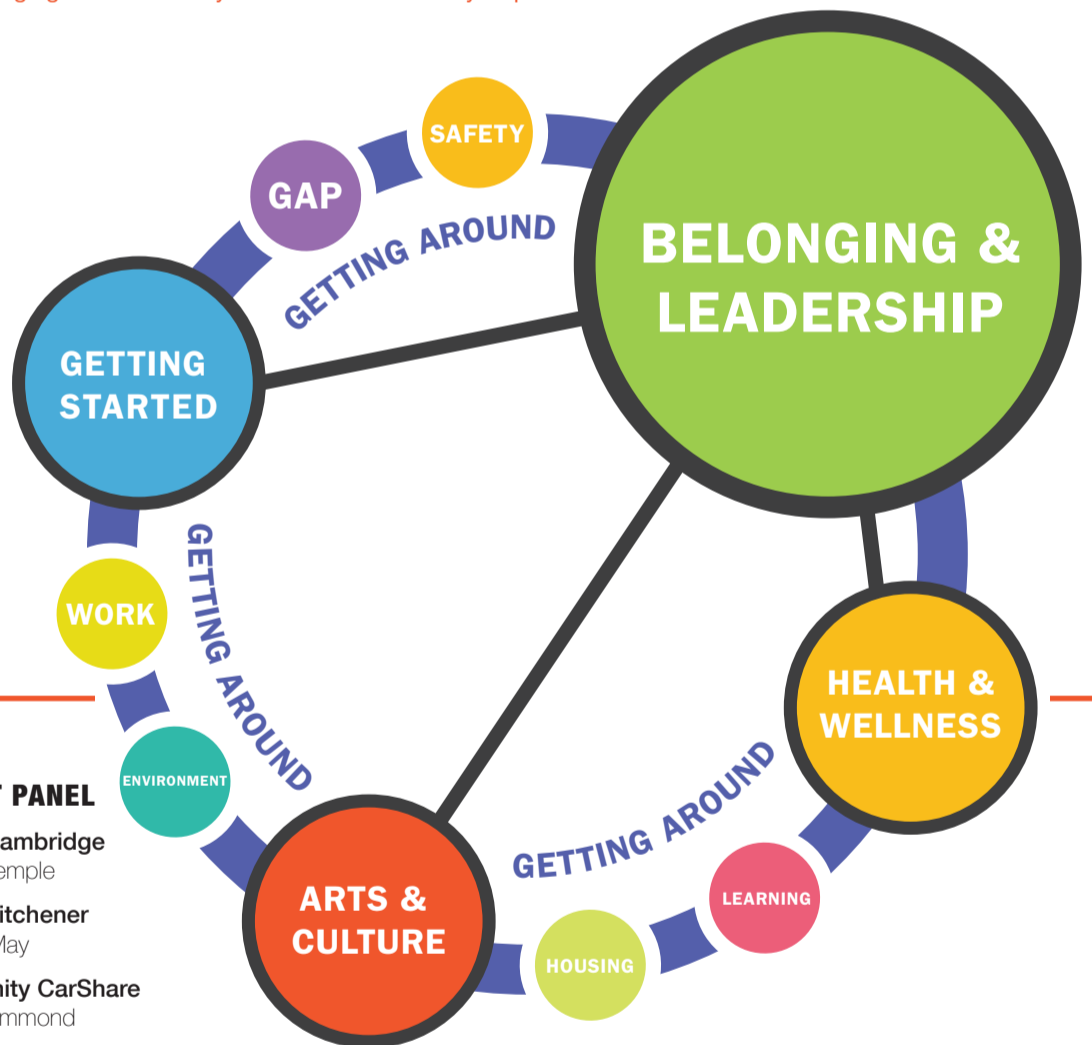 SAFETY
GAP
GETTING AROUND
BELONGING &
LEADERSHIP
GETTING
STARTED
GETTING AROUND
WORK
HEALTH &
WELLNESS
ENVIRONMENT
PANEL
GETTING AROUND
ARTS &
CULTURE
LEARNING
HOUSING
ambridge
emple
itchener
May
nity CarShare
mmond